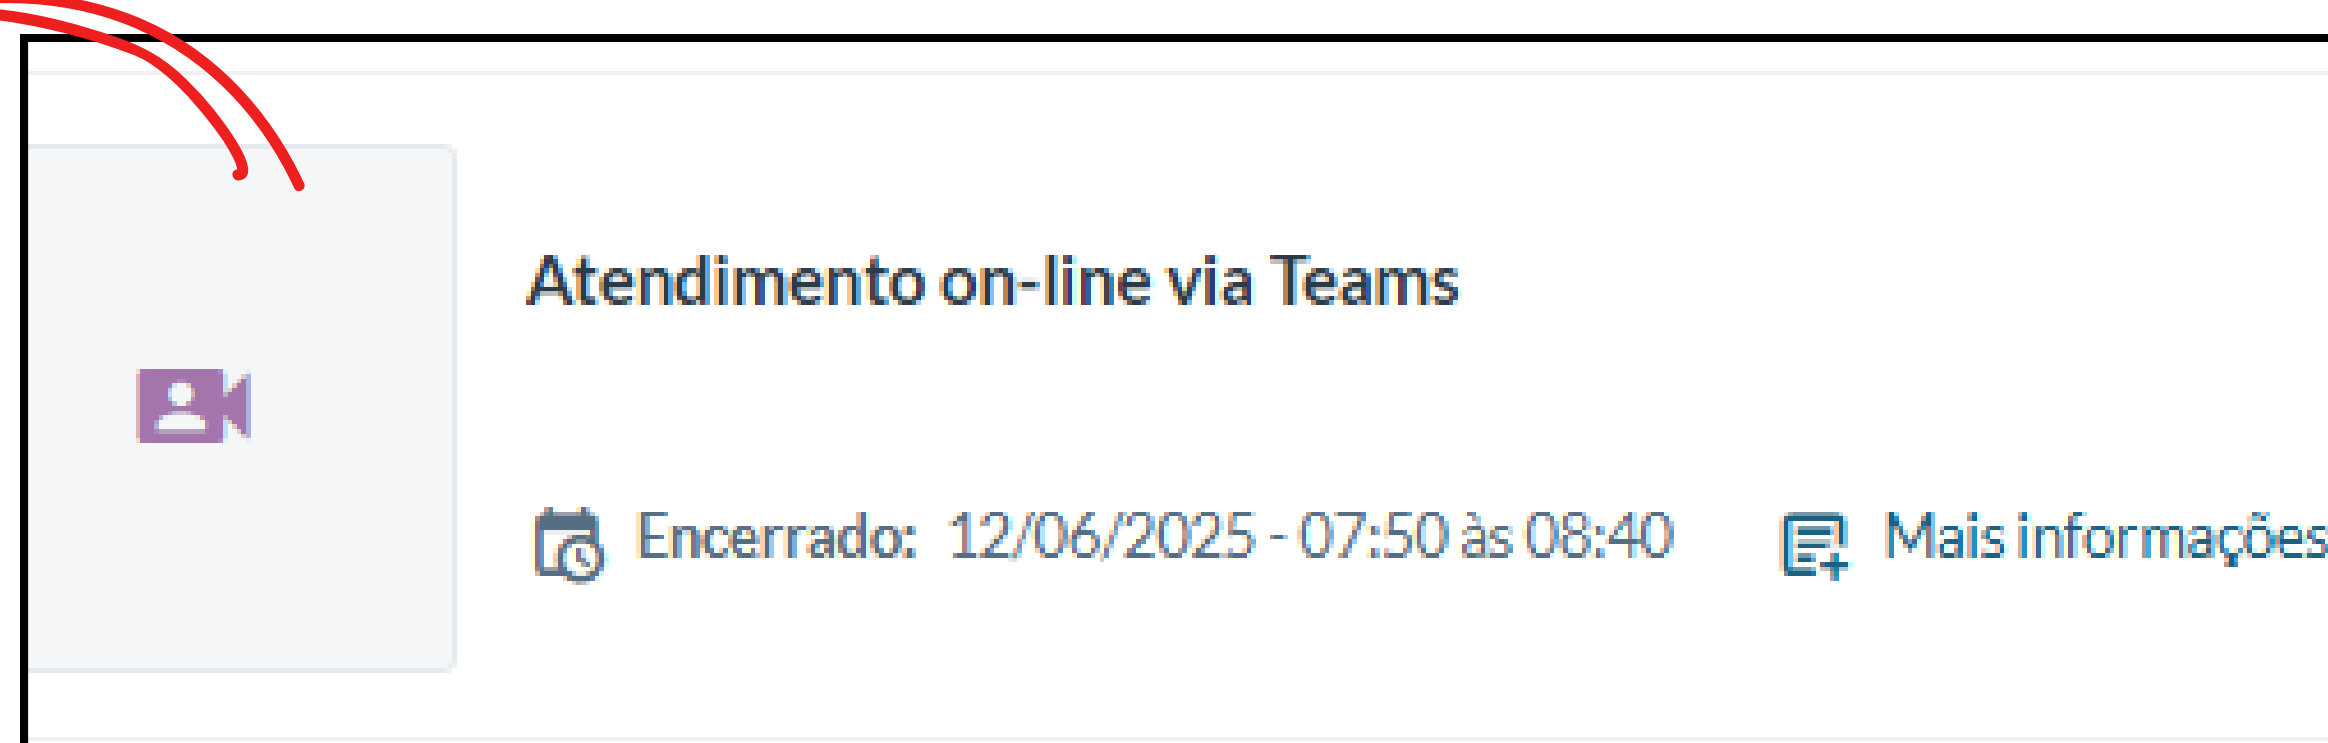 Atendimento on-line via Teams
Encerrado: 12/06/2025 - 07:50 às 08:40 Mais informações